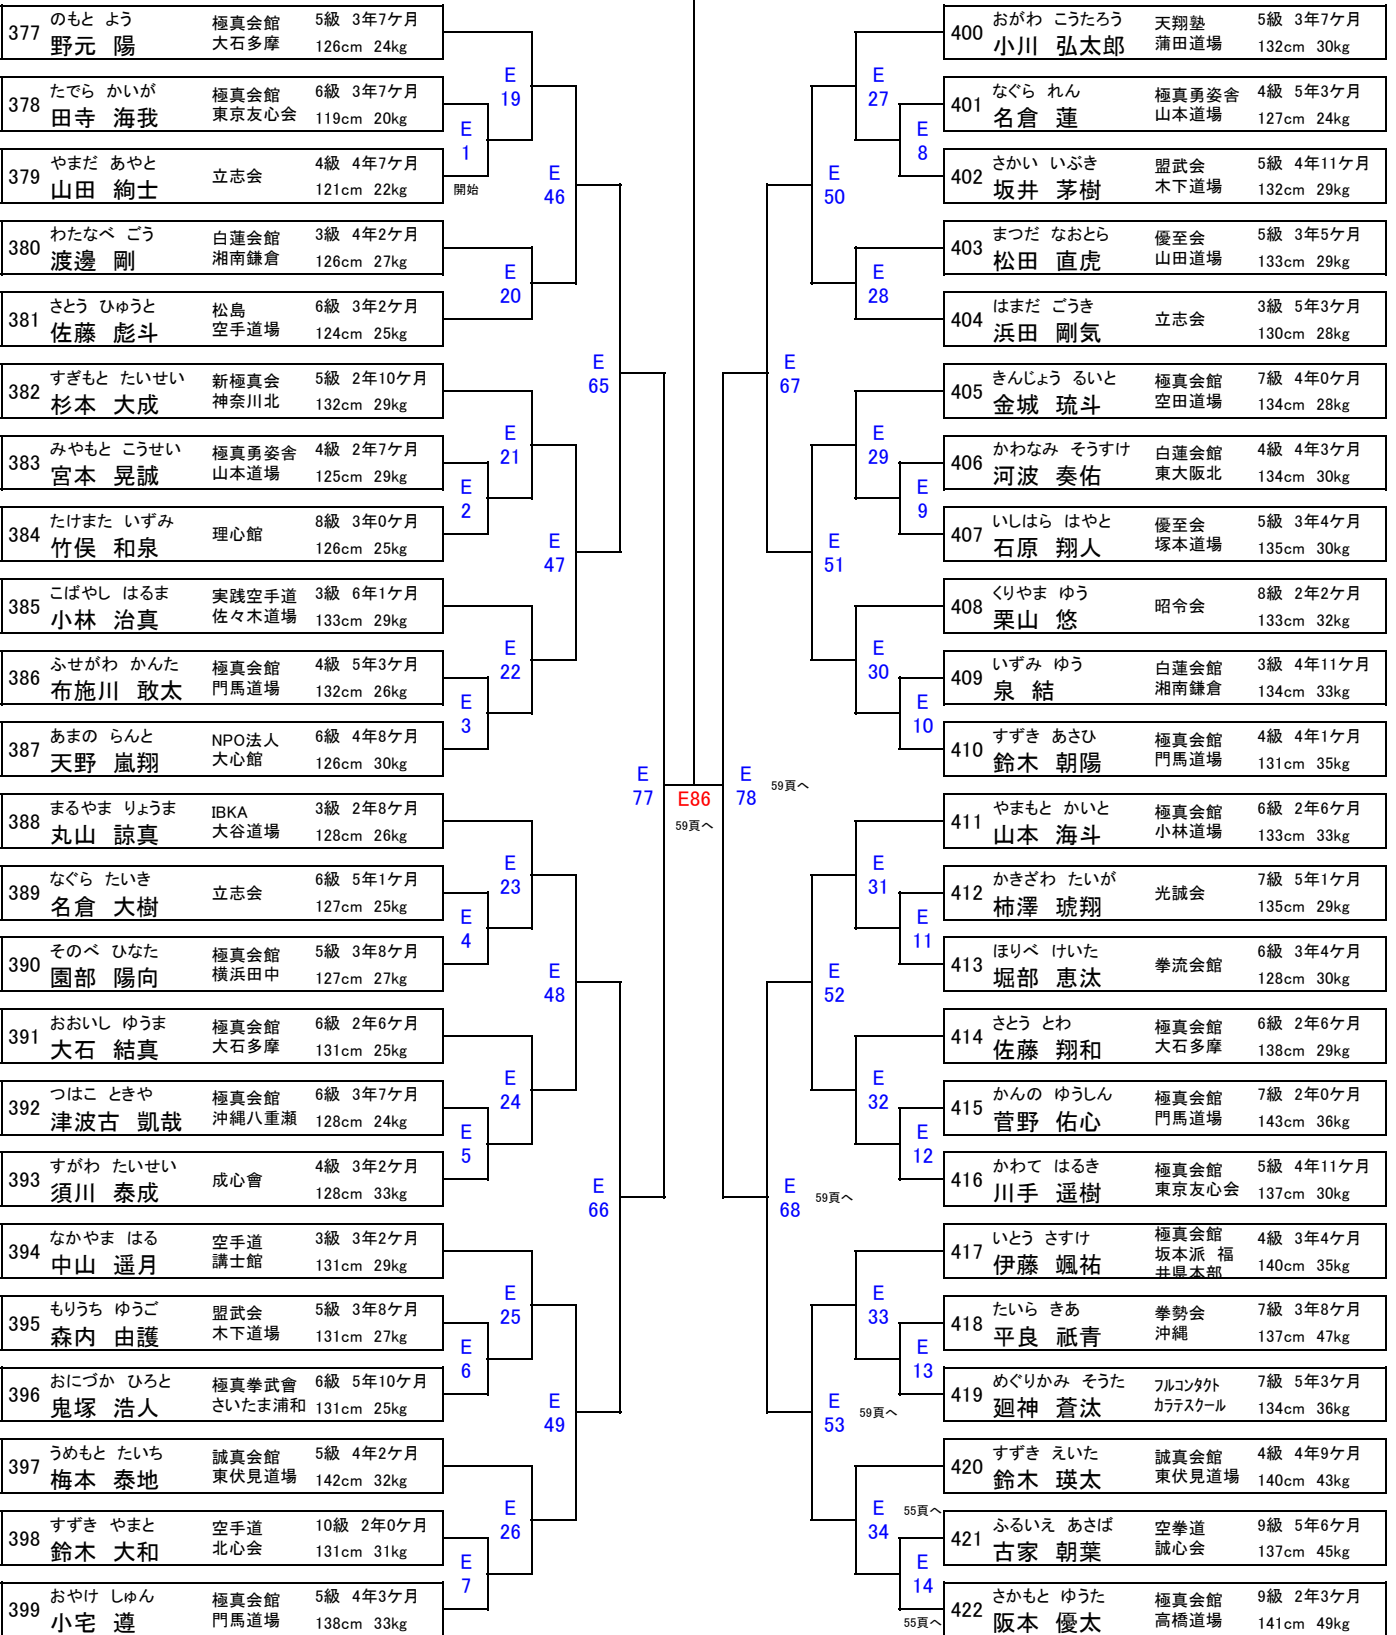 377 のもと よう 極真会館 5級 3年7ケ月
野元 陽 大石多摩 126cm 24kg
378 たでら かいが 極真会館 6級 3年7ケ月
田寺 海我 東京友心会 119cm 20kg
379 やまだ あやと 立志会 4級 4年7ケ月
山田 絢士 121cm 22kg
380 わたなべ ごう 白蓮会館 3級 4年2ケ月
渡邊 剛 湘南鎌倉 126cm 27kg
381 さとう ひゅうと 松島 6級 3年2ケ月
佐藤 彪斗 空手道場 124cm 25kg
382 すぎもと たいせい 新極真会 5級 2年10ケ月
杉本 大成 神奈川北 132cm 29kg
383 みやもと こうせい 極真勇姿舎 4級 2年7ケ月
宮本 晃誠 山本道場 125cm 29kg
384 たけまた いずみ 理心館 8級 3年0ケ月
竹俣 和泉 126cm 25kg
385 こばやし はるま 実践空手道 3級 6年1ケ月
小林 治真 佐々木道場 133cm 29kg
386 ふせがわ かんた 極真会館 4級 5年3ケ月
布施川 敢太 門馬道場 132cm 26kg
387 あまの らんと NPO法人 6級 4年8ケ月
天野 嵐翔 大心館 126cm 30kg
388 まるやま りょうま IBKA 3級 2年8ケ月
丸山 諒真 大谷道場 128cm 26kg
389 なぐら たいき 立志会 6級 5年1ケ月
名倉 大樹 127cm 25kg
390 そのべ ひなた 極真会館 5級 3年8ケ月
園部 陽向 横浜田中 127cm 27kg
391 おおいし ゆうま 極真会館 6級 2年6ケ月
大石 結真 大石多摩 131cm 25kg
392 つはこ ときや 極真会館 6級 3年7ケ月
津波古 凱哉 沖縄八重瀬 128cm 24kg
393 すがわ たいせい 成心會 4級 3年2ケ月
須川 泰成 128cm 33kg
394 なかやま はる 空手道 3級 3年2ケ月
中山 遥月 講士館 131cm 29kg
395 もりうち ゆうご 盟武会 5級 3年8ケ月
森内 由護 木下道場 131cm 27kg
396 おにづか ひろと 極真拳武會 6級 5年10ケ月
鬼塚 浩人 さいたま浦和 131cm 25kg
397 うめもと たいち 誠真会館 5級 4年2ケ月
梅本 泰地 東伏見道場 142cm 32kg
398 すずき やまと 空手道 10級 2年0ケ月
鈴木 大和 北心会 131cm 31kg
399 おやけ しゅん 極真会館 5級 4年3ケ月
小宅 遵 門馬道場 138cm 33kg
E 1
開始
E 2
E 3
E 4
E 5
E 6
E 7
E 19
E 20
E 21
E 22
E 23
E 24
E 25
E 26
E 46
E 47
E 48
E 49
E 65
E 66
E 77
E86
59頁へ
E 78 59頁へ
E 67
E 68 59頁へ
E 50
E 51
E 52
E 53 59頁へ
E 27
E 28
E 29
E 30
E 31
E 32
E 33
E 34 55頁へ
E 8
E 9
E 10
E 11
E 12
E 13
E 14
55頁へ
400 おがわ こうたろう 天翔塾 5級 3年7ケ月
小川 弘太郎 蒲田道場 132cm 30kg
401 なぐら れん 極真勇姿舎 4級 5年3ケ月
名倉 蓮 山本道場 127cm 24kg
402 さかい いぶき 盟武会 5級 4年11ケ月
坂井 茅樹 木下道場 132cm 29kg
403 まつだ なおとら 優至会 5級 3年5ケ月
松田 直虎 山田道場 133cm 29kg
404 はまだ ごうき 立志会 3級 5年3ケ月
浜田 剛気 130cm 28kg
405 きんじょう るいと 極真会館 7級 4年0ケ月
金城 琉斗 空田道場 134cm 28kg
406 かわなみ そうすけ 白蓮会館 4級 4年3ケ月
河波 奏佑 東大阪北 134cm 30kg
407 いしはら はやと 優至会 5級 3年4ケ月
石原 翔人 塚本道場 135cm 30kg
408 くりやま ゆう 昭令会 8級 2年2ケ月
栗山 悠 133cm 32kg
409 いずみ ゆう 白蓮会館 3級 4年11ケ月
泉 結 湘南鎌倉 134cm 33kg
410 すずき あさひ 極真会館 4級 4年1ケ月
鈴木 朝陽 門馬道場 131cm 35kg
411 やまもと かいと 極真会館 6級 2年6ケ月
山本 海斗 小林道場 133cm 33kg
412 かきざわ たいが 光誠会 7級 5年1ケ月
柿澤 琥翔 135cm 29kg
413 ほりべ けいた 拳流会館 6級 3年4ケ月
堀部 恵汰 128cm 30kg
414 さとう とわ 極真会館 6級 2年6ケ月
佐藤 翔和 大石多摩 138cm 29kg
415 かんの ゆうしん 極真会館 7級 2年0ケ月
菅野 佑心 門馬道場 143cm 36kg
416 かわて はるき 極真会館 5級 4年11ケ月
川手 遥樹 東京友心会 137cm 30kg
417 いとう さすけ 極真会館 4級 3年4ケ月
伊藤 颯祐 坂本派 福 140cm 35kg
井県本部
418 たいら きあ 拳勢会 7級 3年8ケ月
平良 祇青 沖縄 137cm 47kg
419 めぐりかみ そうた フルコンタクト 7級 5年3ケ月
廻神 蒼汰 カラテスクール 134cm 36kg
420 すずき えいた 誠真会館 4級 4年9ケ月
鈴木 瑛太 東伏見道場 140cm 43kg
421 ふるいえ あさば 空拳道 9級 5年6ケ月
古家 朝葉 誠心会 137cm 45kg
422 さかもと ゆうた 極真会館 9級 2年3ケ月
阪本 優太 高橋道場 141cm 49kg